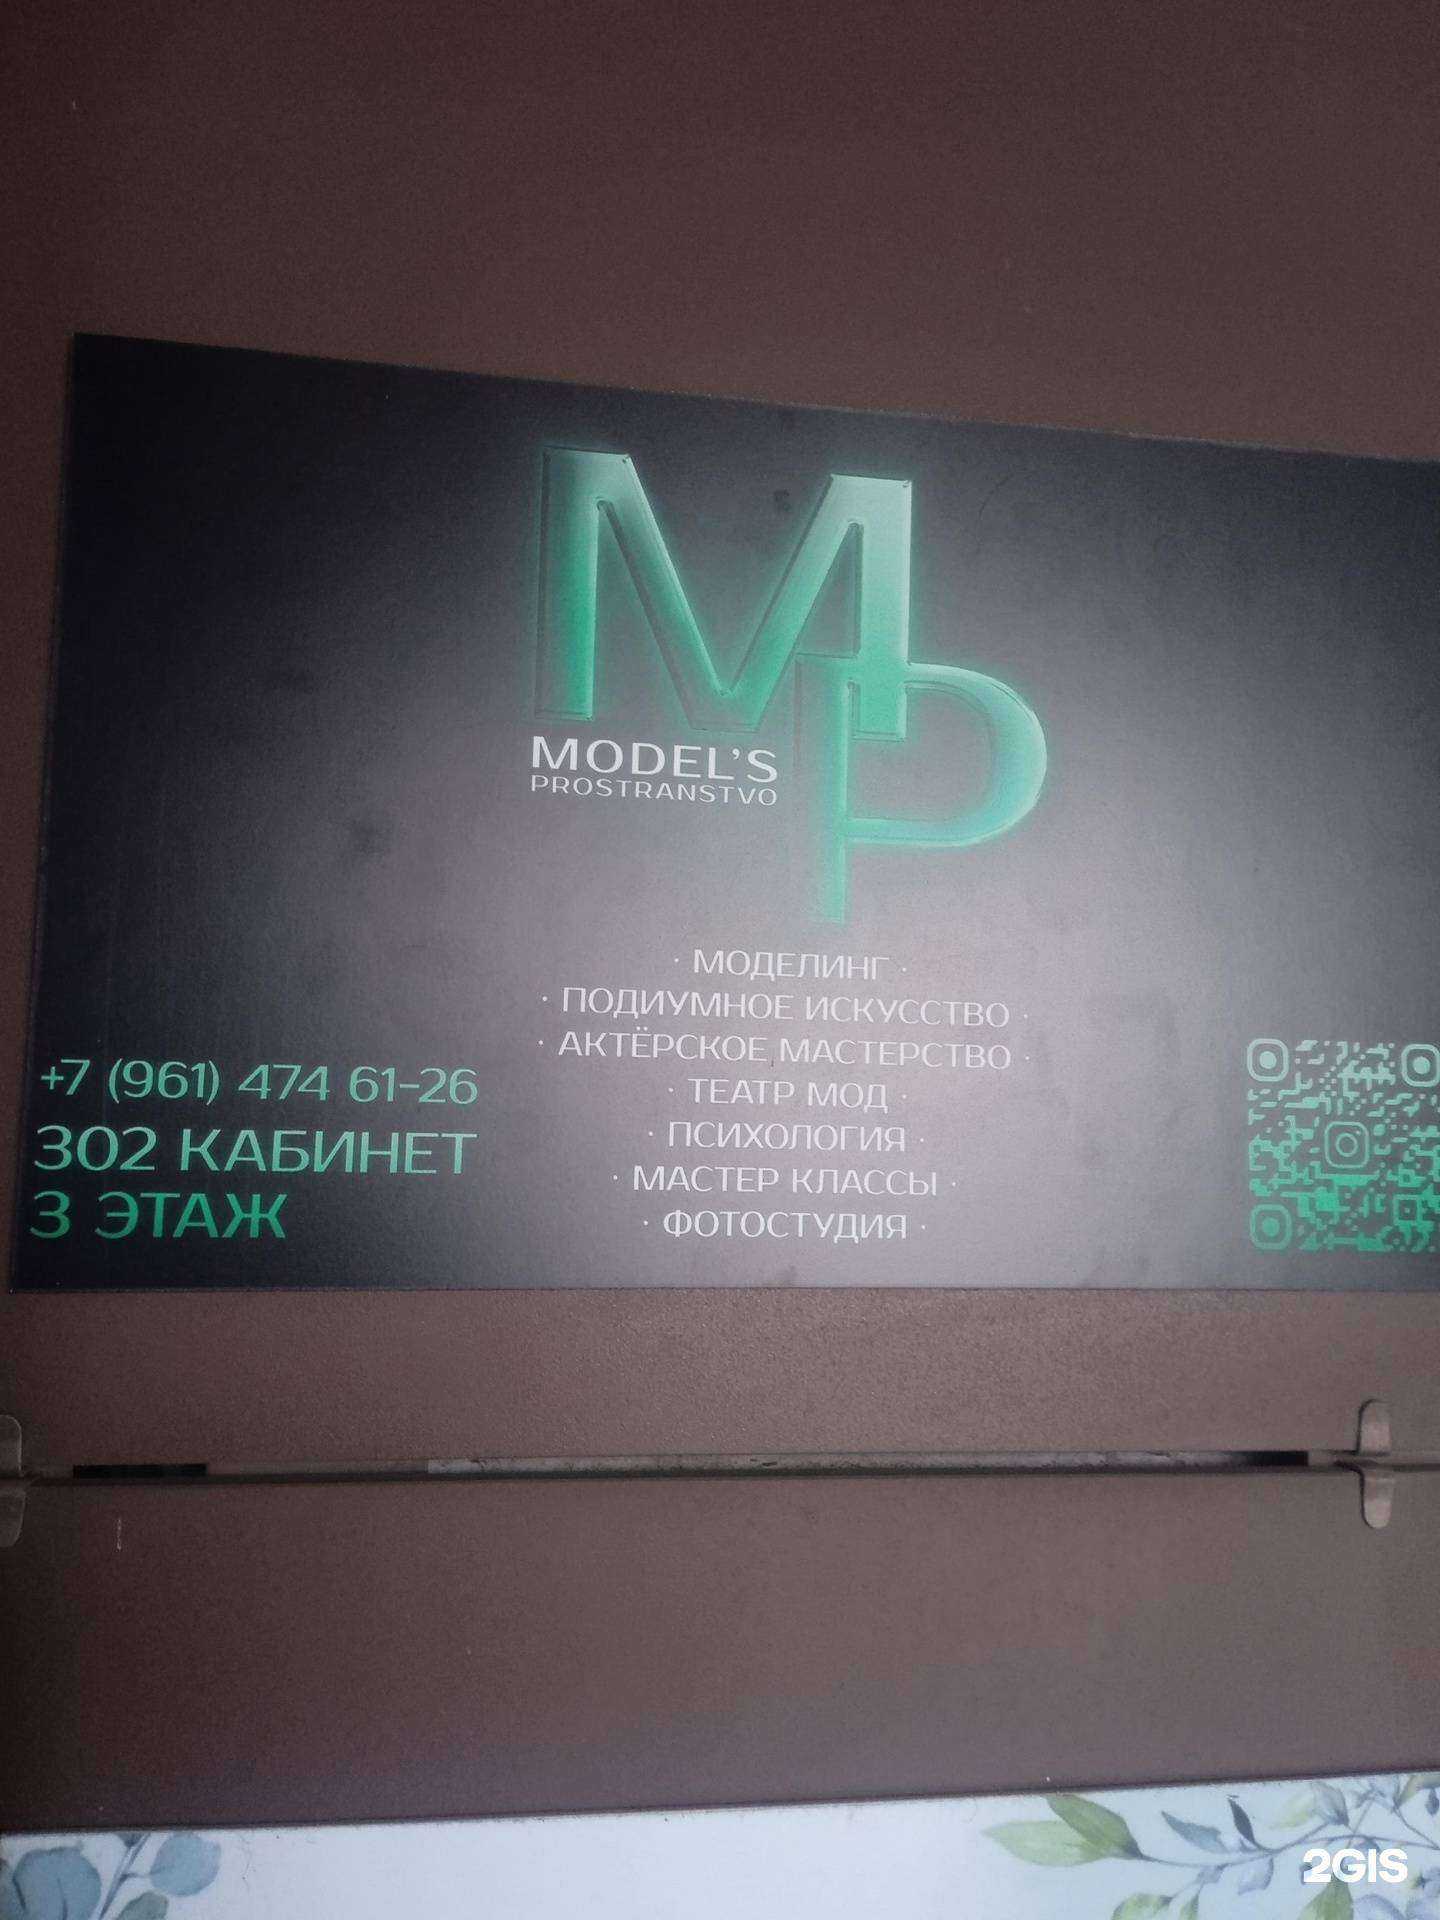 MP
MODEL'S
PROSTRANSTVO
· МОДЕЛИНГ ·
· ПОДИУМНОЕ ИСКУССТВО ·
· АКТЁРСКОЕ МАСТЕРСТВО ·
· ТЕАТР МОД ·
· ПСИХОЛОГИЯ ·
· МАСТЕР КЛАССЫ ·
· ФОТОСТУДИЯ ·
+7 (961) 474 61-26
302 КАБИНЕТ
3 ЭТАЖ
2GIS